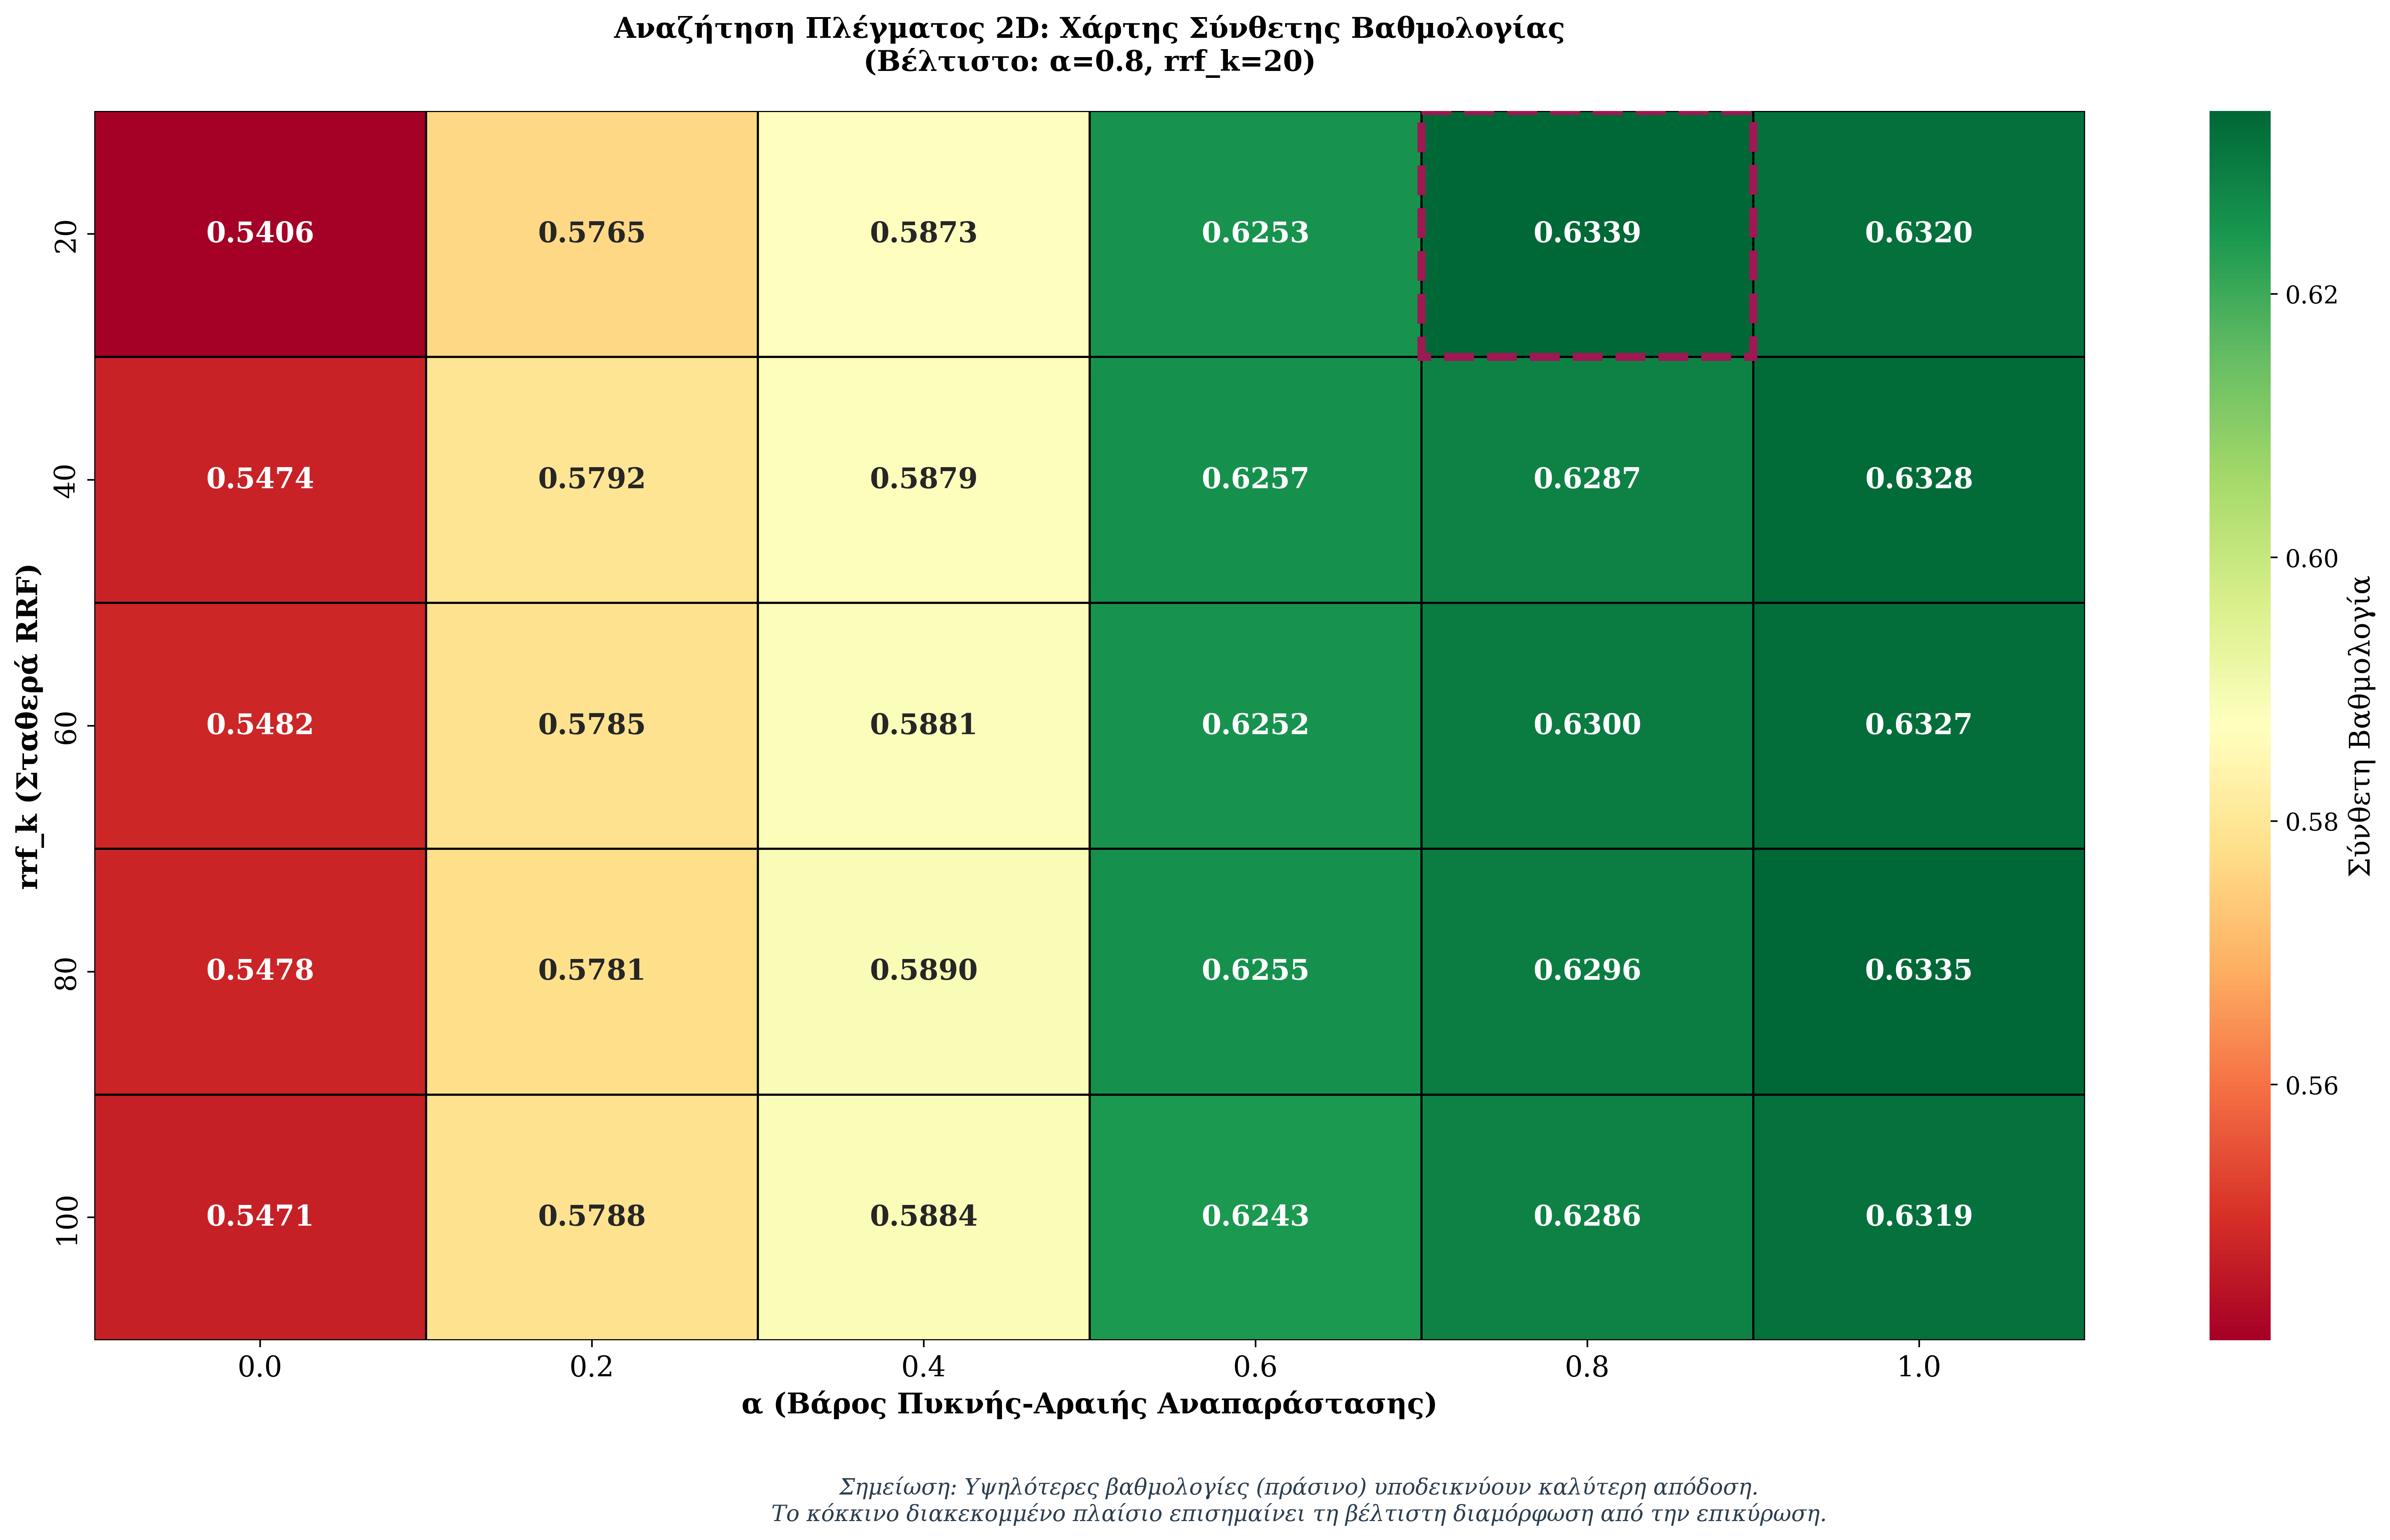 Αναζήτηση Πλέγματος 2D: Χάρτης Σύνθετης Βαθμολογίας
(Βέλτιστο: α=0.8, rrf_k=20)
rrf_k (Σταθερά RRF)
20 0.5406 0.5765 0.5873 0.6253 0.6339 0.6320
40 0.5474 0.5792 0.5879 0.6257 0.6287 0.6328
60 0.5482 0.5785 0.5881 0.6252 0.6300 0.6327
80 0.5478 0.5781 0.5890 0.6255 0.6296 0.6335
100 0.5471 0.5788 0.5884 0.6243 0.6286 0.6319
0.0 0.2 0.4 0.6 0.8 1.0
α (Βάρος Πυκνής-Αραιής Αναπαράστασης)
0.62
0.60
0.58
0.56
Σύνθετη Βαθμολογία
Σημείωση: Υψηλότερες βαθμολογίες (πράσινο) υποδεικνύουν καλύτερη απόδοση.
Το κόκκινο διακεκομμένο πλαίσιο επισημαίνει τη βέλτιστη διαμόρφωση από την επικύρωση.